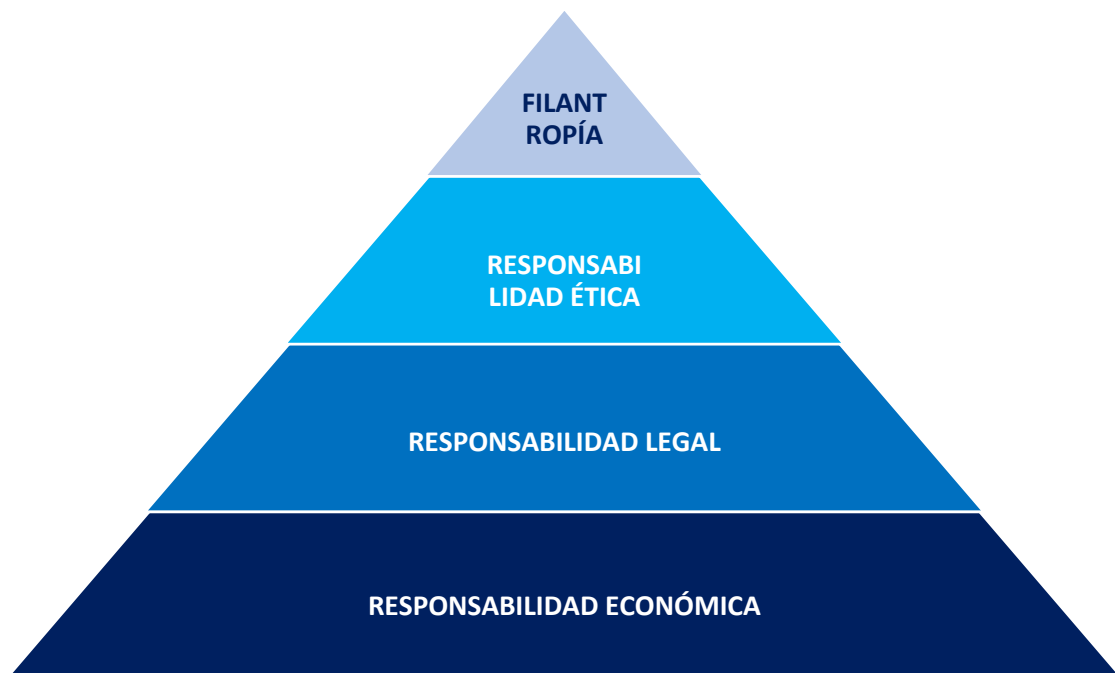 FILANT
ROPÍA
RESPONSABI
LIDAD ÉTICA
RESPONSABILIDAD LEGAL
RESPONSABILIDAD ECONÓMICA